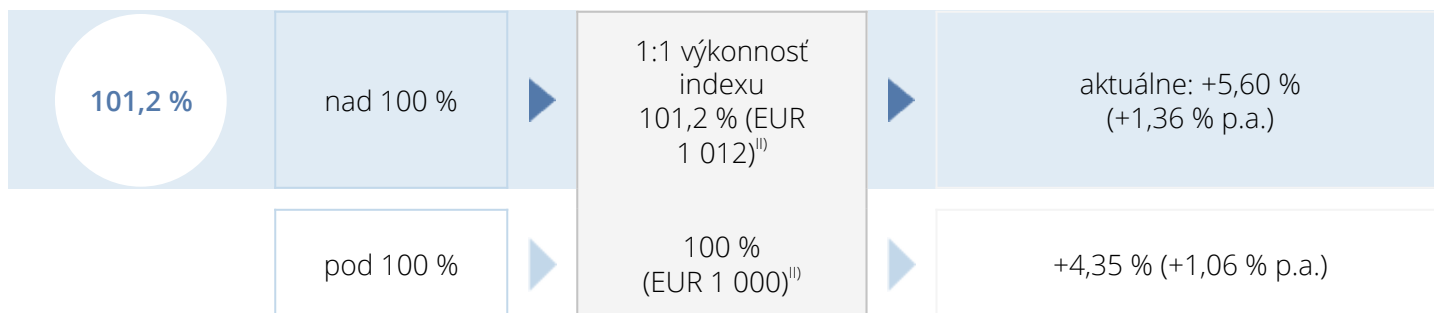 101,2 %
nad 100 %
1:1 výkonnosť
indexu
101,2 % (EUR
1 012)II)
aktuálne: +5,60 %
(+1,36 % p.a.)
pod 100 %
100 %
(EUR 1 000)II)
+4,35 % (+1,06 % p.a.)